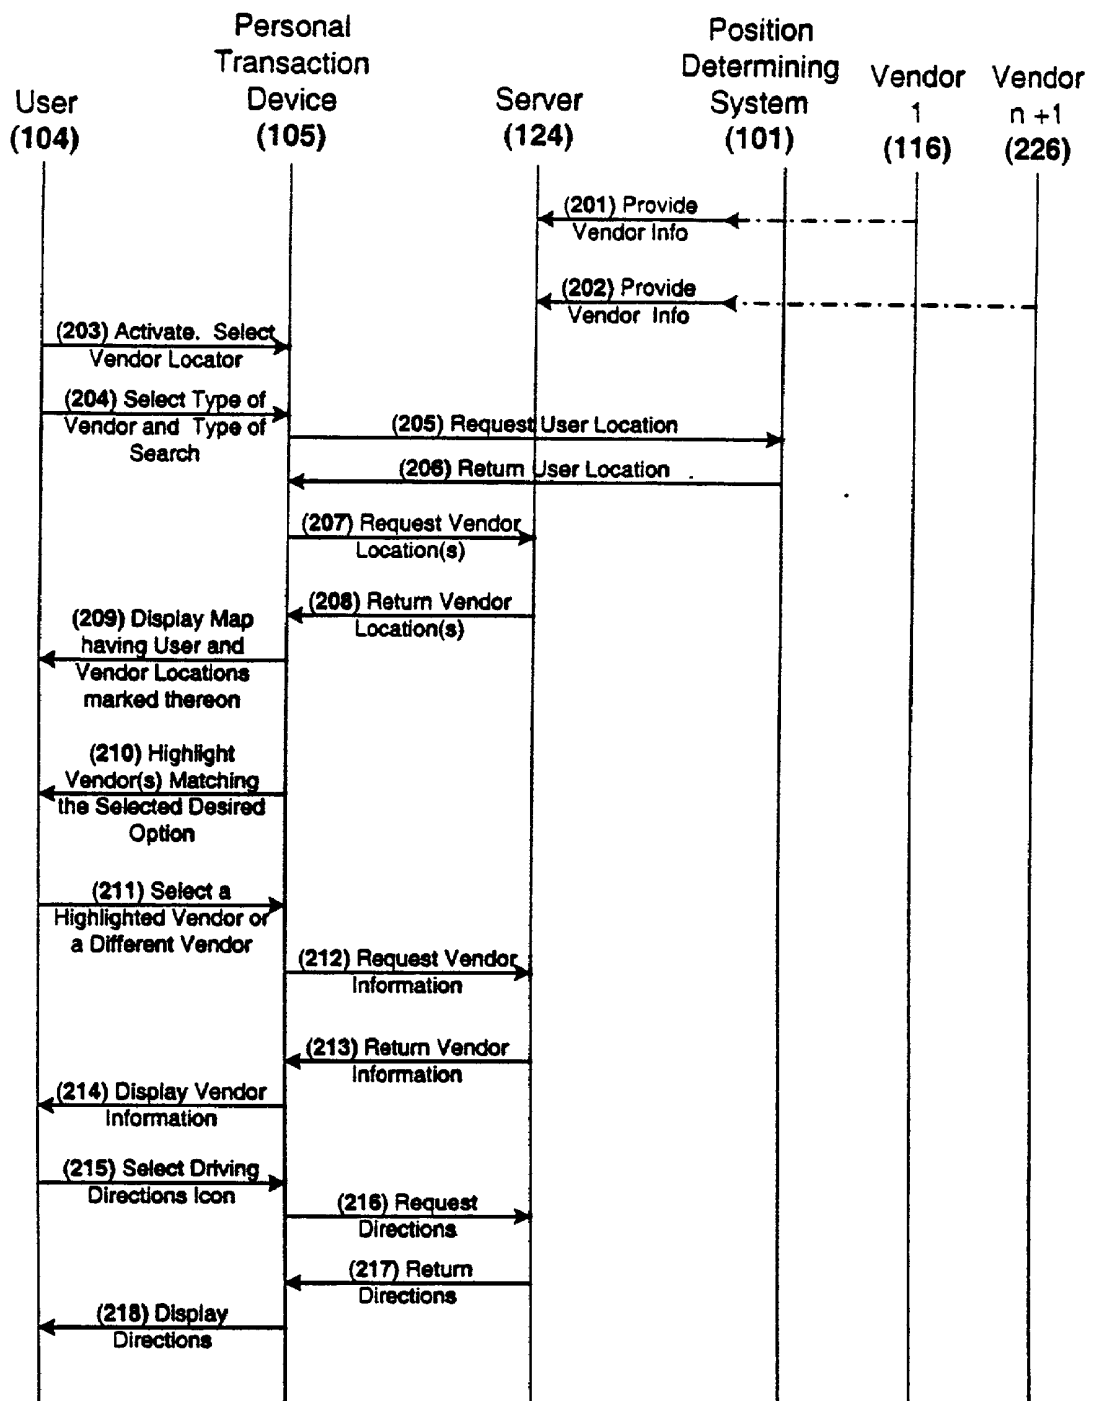 User
(104)
Personal
Transaction
Device
(105)
Server
(124)
Position
Determining
System
(101)
Vendor
1
(116)
Vendor
n +1
(226)
(201) Provide
Vendor Info
(202) Provide
Vendor Info
(203) Activate. Select
Vendor Locator
(204) Select Type of
Vendor and Type of
Search
(205) Request User Location
(206) Return User Location
(207) Request Vendor
Location(s)
(208) Return Vendor
Location(s)
(209) Display Map
having User and
Vendor Locations
marked thereon
(210) Highlight
Vendor(s) Matching
the Selected Desired
Option
(211) Select a
Highlighted Vendor or
a Different Vendor
(212) Request Vendor
Information
(213) Return Vendor
Information
(214) Display Vendor
Information
(215) Select Driving
Directions Icon
(216) Request
Directions
(217) Return
Directions
(218) Display
Directions